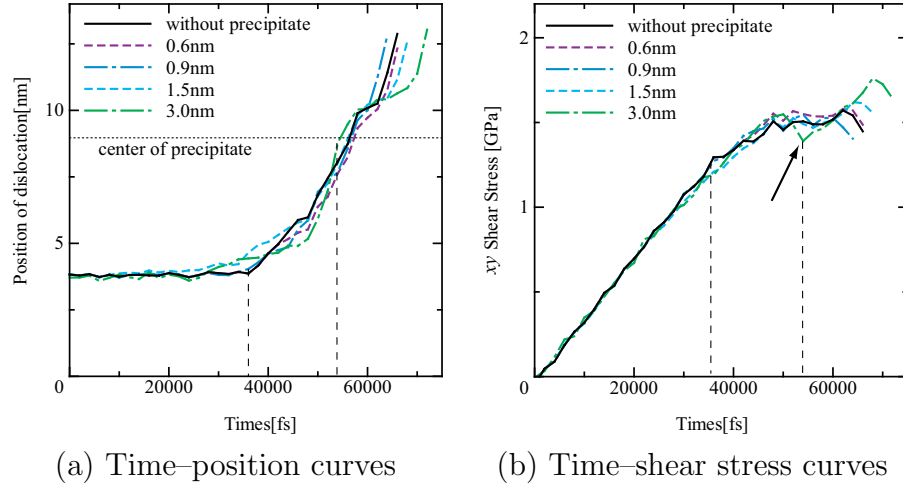 without precipitate
0.6nm
0.9nm
1.5nm
3.0nm
center of precipitate
Position of dislocation[nm]
10
5
0
0
20000
40000
60000
Times[fs]
(a) Time–position curves
without precipitate
0.6nm
0.9nm
1.5nm
3.0nm
xy Shear Stress [GPa]
2
1
0
0
20000
40000
60000
Times[fs]
(b) Time–shear stress curves